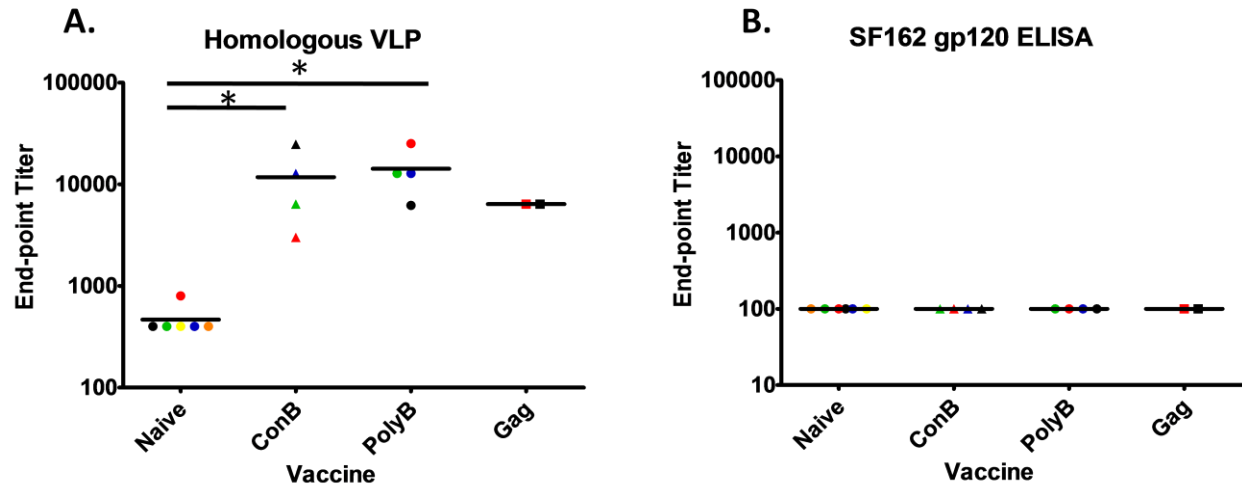 A.
Homologous VLP
*
*
100000
10000
1000
100
End-point Titer
Naive
ConB
PolyB
Gag
Vaccine
B.
SF162 gp120 ELISA
100000
10000
1000
100
10
End-point Titer
Naive
ConB
PolyB
Gag
Vaccine